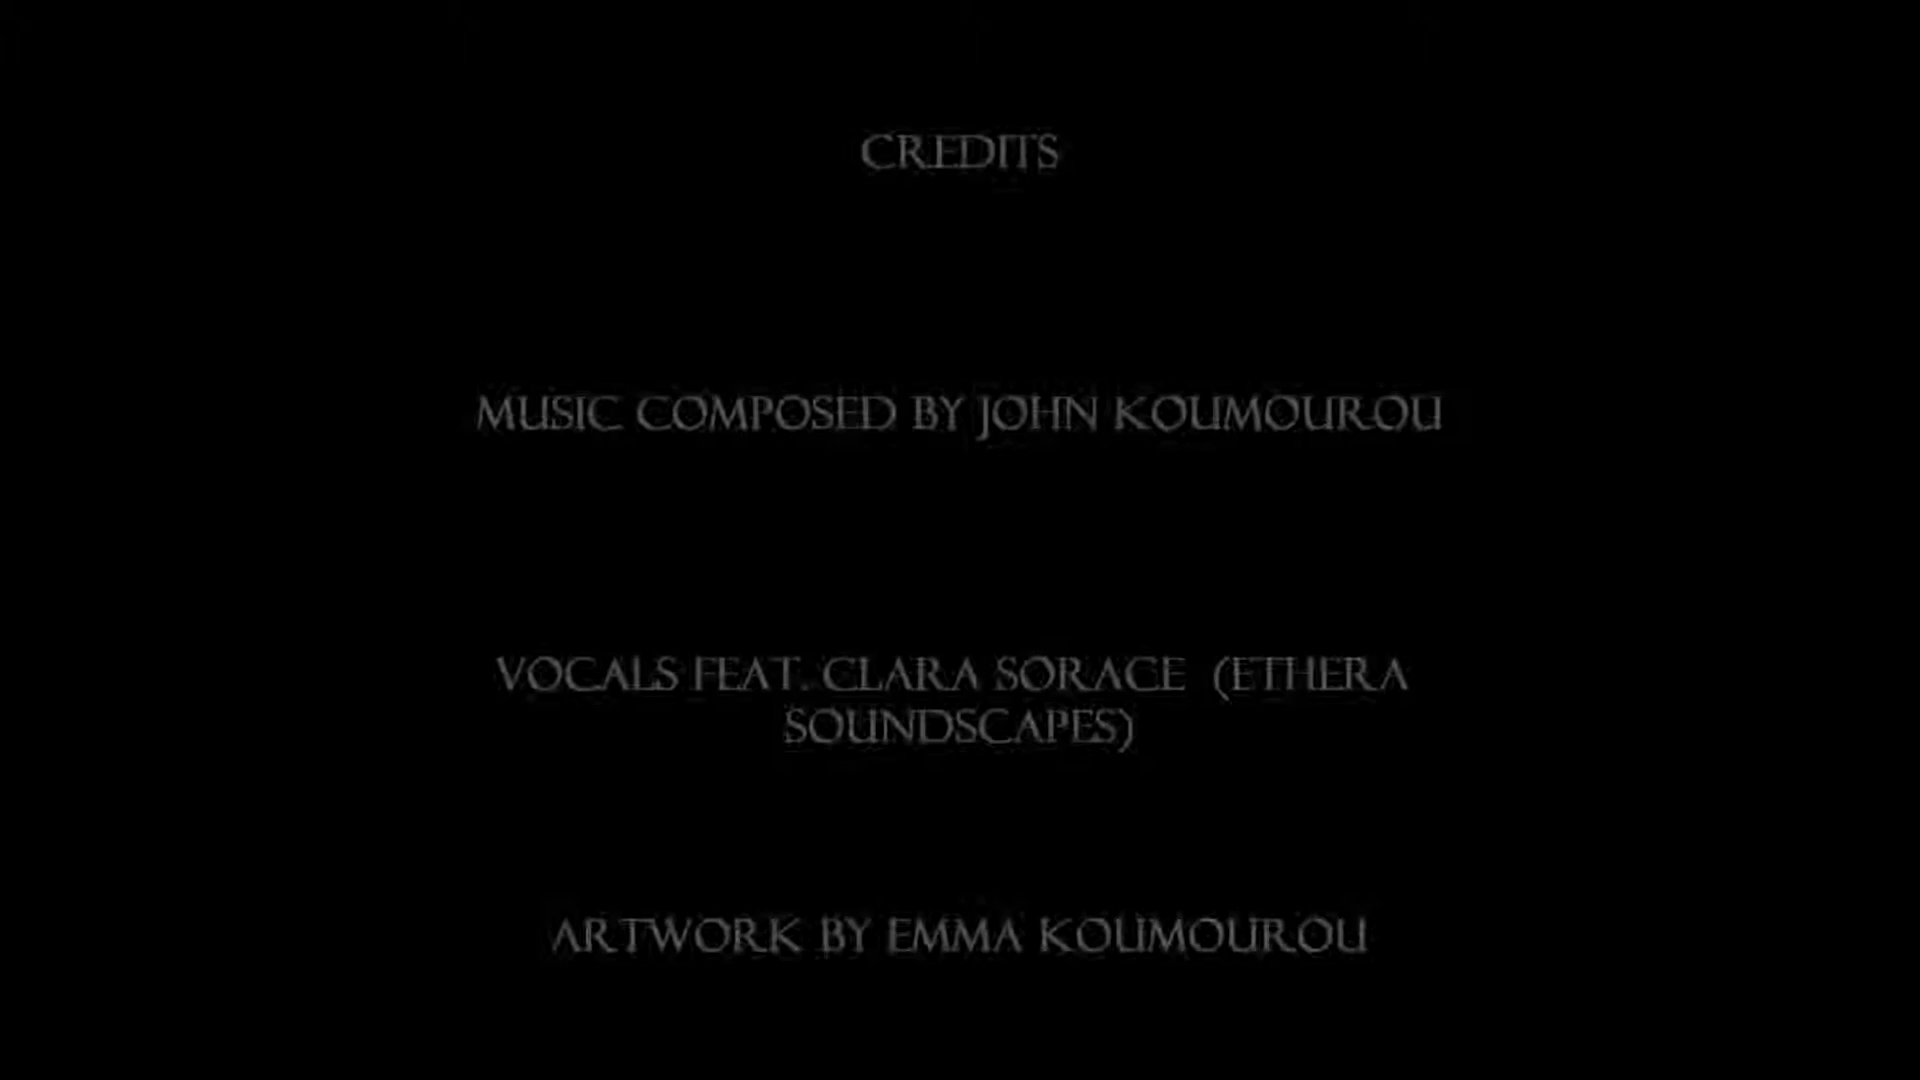 CREDITS
MUSIC COMPOSED BY JOHN KOUMOUROU
VOCALS FEAT. CLARA SORACE (ETHERA
SOUNDSCAPES)
ARTWORK BY EMMA KOUMOUROU